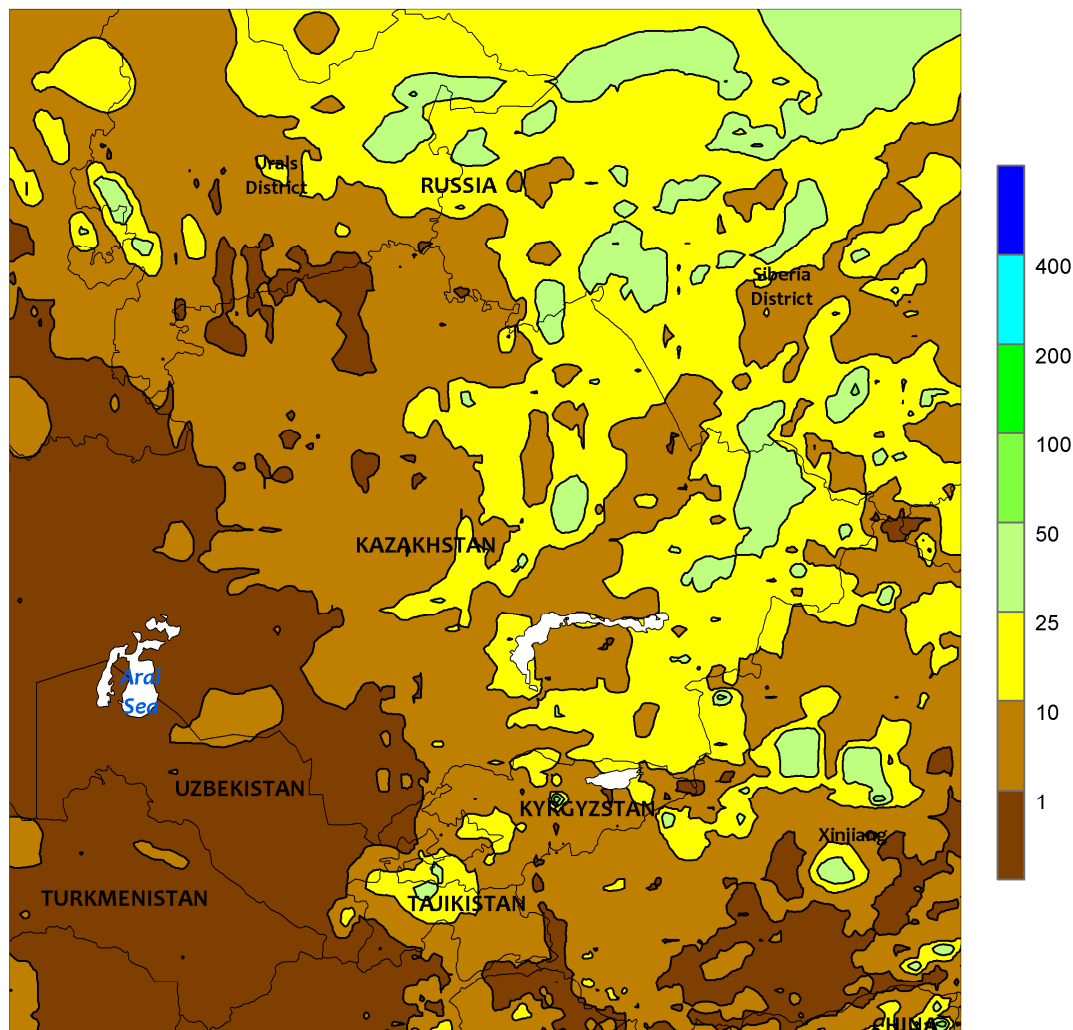 Urals
District
RUSSIA
Siberia
District
400
200
100
50
25
10
1
KAZAKHSTAN
Aral
Sea
UZBEKISTAN
KYRGYZSTAN
Xinjiang
TURKMENISTAN
TAJIKISTAN
CHINA